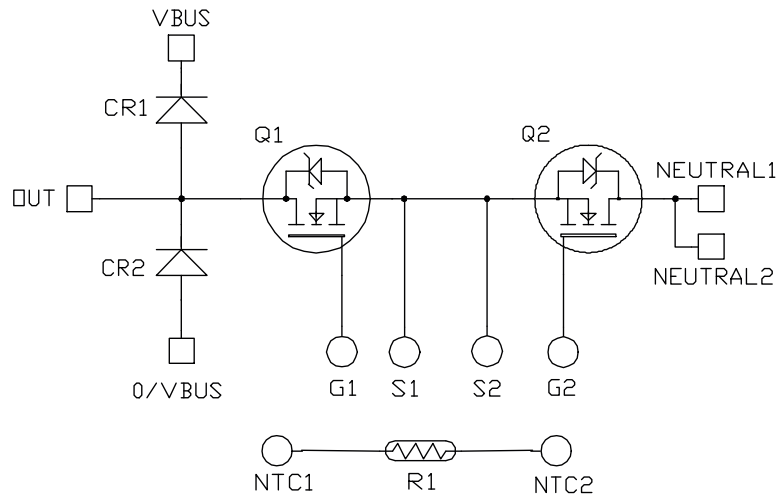 VBUS
CR1
Q1
Q2
OUT
NEUTRAL1
CR2
NEUTRAL2
0/VBUS
G1
S1
S2
G2
NTC1
R1
NTC2